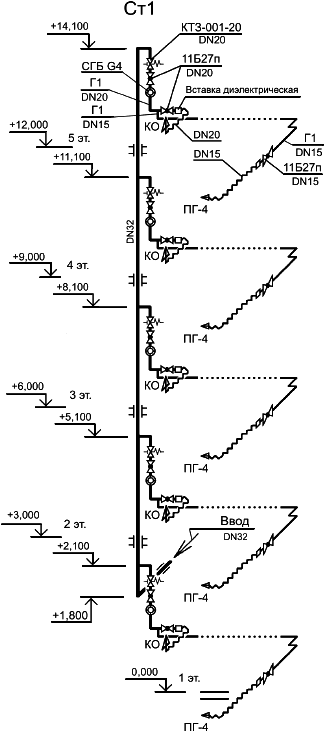 Ст1
+14,100
КТЗ-001-20
DN20
СГБ G4
11Б27п
DN20
Г1
DN20
Вставка диэлектрическая
Г1
DN15
КО
DN20
+12,000
5 эт.
DN15
Г1
DN15
11Б27п
DN15
+11,100
ПГ-4
DN32
КО
+9,000
4 эт.
+8,100
ПГ-4
КО
+6,000
3 эт.
+5,100
ПГ-4
КО
+3,000
2 эт.
Ввод
DN32
+2,100
ПГ-4
+1,800
КО
0,000
1 эт.
ПГ-4